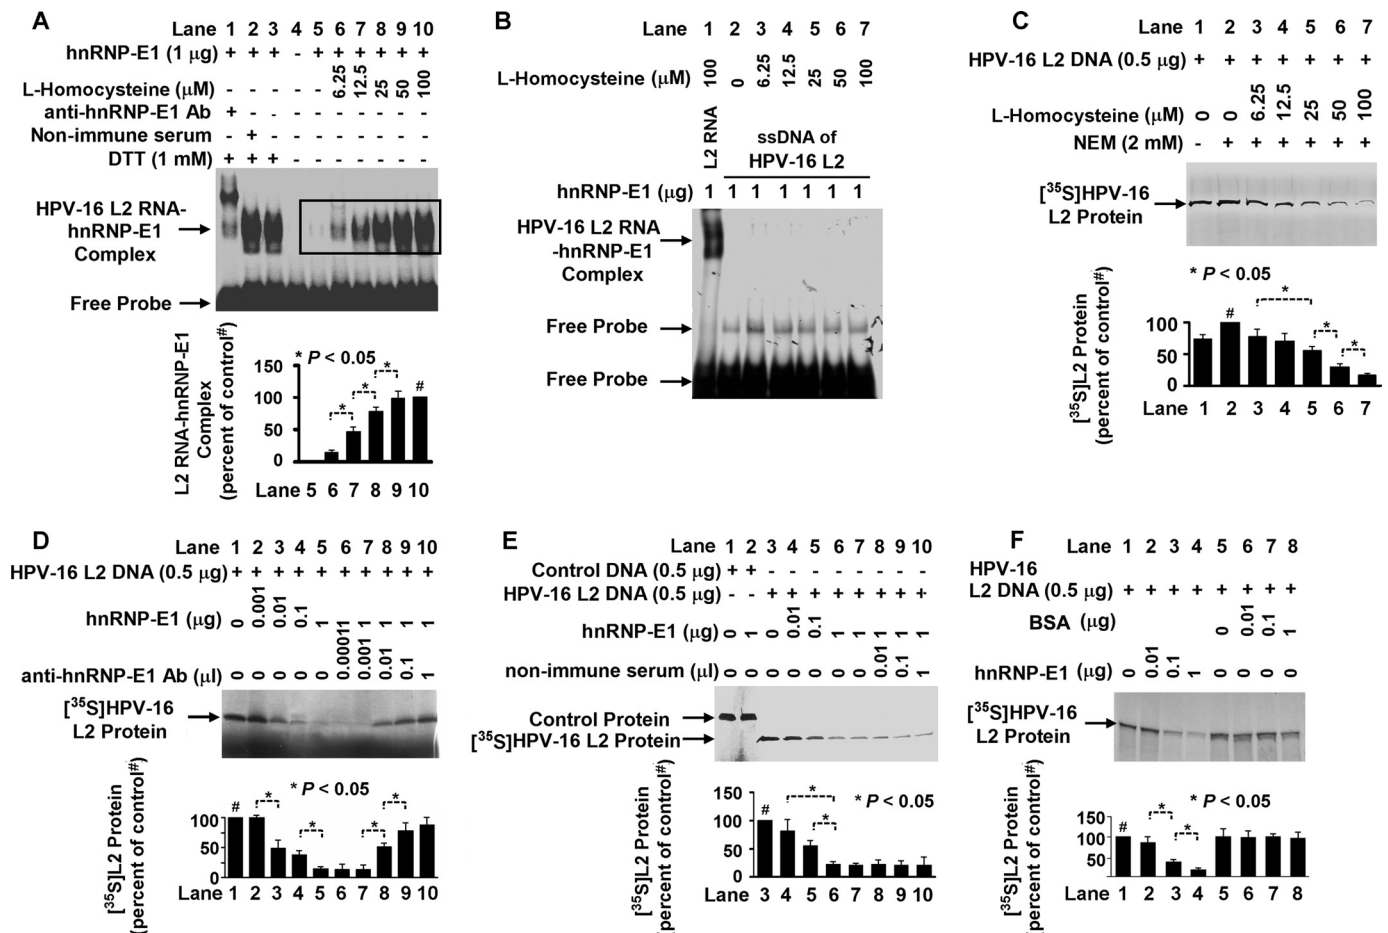 A
Lane 1 2 3 4 5 6 7 8 9 10
hnRNP-E1 (1 μg) + + + - + + + + + +
L-Homocysteine (μM) - - - - - 6.25 12.5 25 50 100
anti-hnRNP-E1 Ab + - - - - - - - - -
Non-immune serum - + - - - - - - - -
DTT (1 mM) + + + - - - - - - -
HPV-16 L2 RNA-
hnRNP-E1
Complex
Free Probe
L2 RNA-hnRNP-E1
Complex
(percent of control#)
* P < 0.05
150
100
50
0
* * * #
Lane 5 6 7 8 9 10
B
Lane 1 2 3 4 5 6 7
L-Homocysteine (μM) 100 0 6.25 12.5 25 50 100
L2 RNA
ssDNA of
HPV-16 L2
hnRNP-E1 (μg) 1 1 1 1 1 1 1
HPV-16 L2 RNA
-hnRNP-E1
Complex
Free Probe
Free Probe
C
Lane 1 2 3 4 5 6 7
HPV-16 L2 DNA (0.5 μg) + + + + + + +
L-Homocysteine (μM) 0 0 6.25 12.5 25 50 100
NEM (2 mM) - + + + + + +
[35S]HPV-16
L2 Protein
* P < 0.05
[35S]L2 Protein
(percent of control#)
100
50
0
# * * *
Lane 1 2 3 4 5 6 7
D
Lane 1 2 3 4 5 6 7 8 9 10
HPV-16 L2 DNA (0.5 μg) + + + + + + + + + +
hnRNP-E1 (μg) 0 0.001 0.01 0.1 1 1 1 1 1 1
anti-hnRNP-E1 Ab (μl) 0 0 0 0 0 0.0001 0.001 0.01 0.1 1
[35S]HPV-16
L2 Protein
[35S]L2 Protein
(percent of control#)
* P < 0.05
100
50
0
# * * * *
Lane 1 2 3 4 5 6 7 8 9 10
E
Lane 1 2 3 4 5 6 7 8 9 10
Control DNA (0.5 μg) + + - - - - - - - -
HPV-16 L2 DNA (0.5 μg) - - + + + + + + + +
hnRNP-E1 (μg) 0 1 0 0.01 0.1 1 1 1 1 1
non-immune serum (μl) 0 0 0 0 0 0 0 0.01 0.1 1
Control Protein
[35S]HPV-16 L2 Protein
[35S]L2 Protein
(percent of control#)
* P < 0.05
150
100
50
0
# * *
Lane 3 4 5 6 7 8 9 10
F
Lane 1 2 3 4 5 6 7 8
HPV-16
L2 DNA (0.5 μg) + + + + + + + +
BSA (μg) 0 0.01 0.1 1
hnRNP-E1 (μg) 0 0.01 0.1 1 0 0 0 0
[35S]HPV-16
L2 Protein
[35S]L2 Protein
(percent of control#)
* P < 0.05
100
50
# * *
Lane 1 2 3 4 5 6 7 8